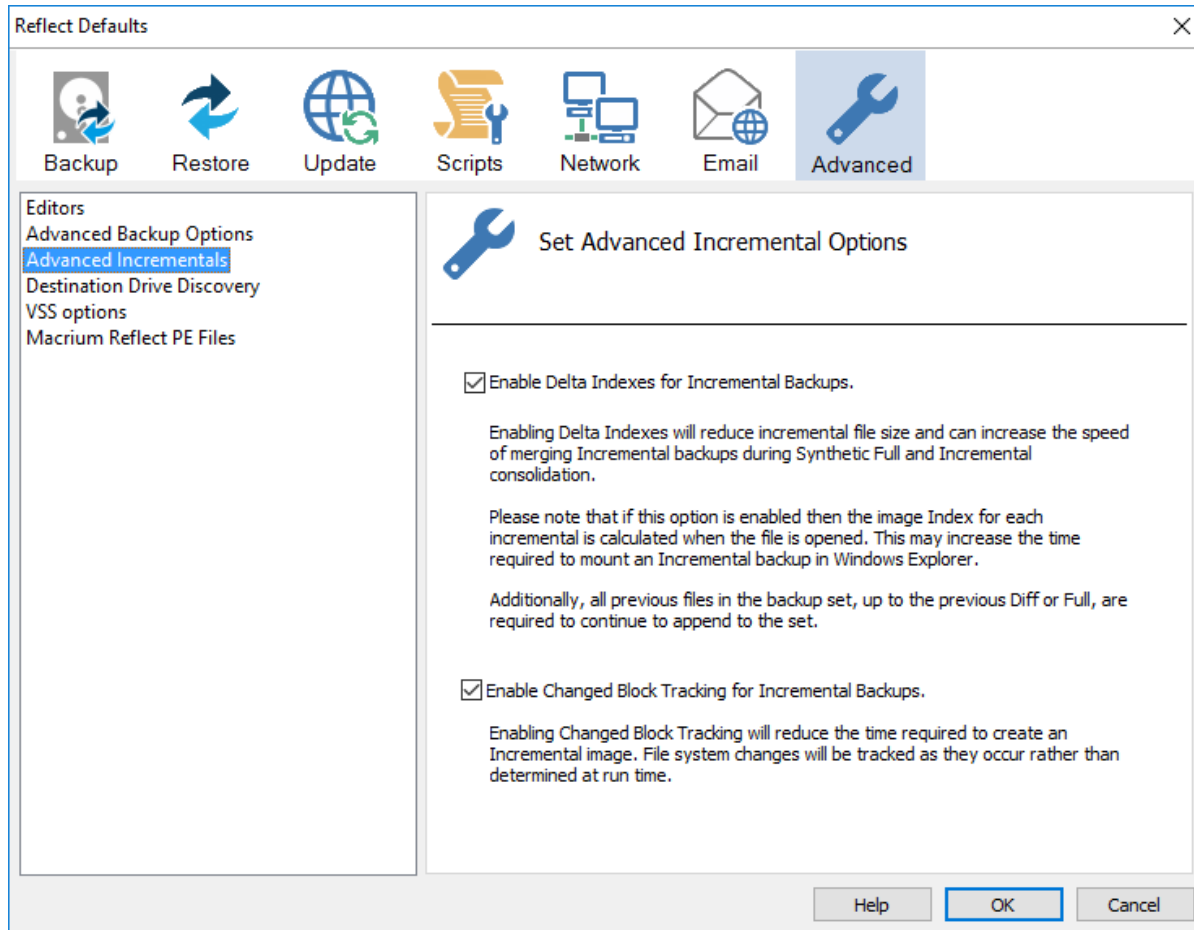 Reflect Defaults
Backup
Restore
Update
Scripts
Network
Email
Advanced
Editors
Advanced Backup Options
Advanced Incrementals
Destination Drive Discovery
VSS options
Macrium Reflect PE Files
Set Advanced Incremental Options
Enable Delta Indexes for Incremental Backups.
Enabling Delta Indexes will reduce incremental file size and can increase the speed
of merging Incremental backups during Synthetic Full and Incremental
consolidation.
Please note that if this option is enabled then the image Index for each
incremental is calculated when the file is opened. This may increase the time
required to mount an Incremental backup in Windows Explorer.
Additionally, all previous files in the backup set, up to the previous Diff or Full, are
required to continue to append to the set.
Enable Changed Block Tracking for Incremental Backups.
Enabling Changed Block Tracking will reduce the time required to create an
Incremental image. File system changes will be tracked as they occur rather than
determined at run time.
Help
OK
Cancel